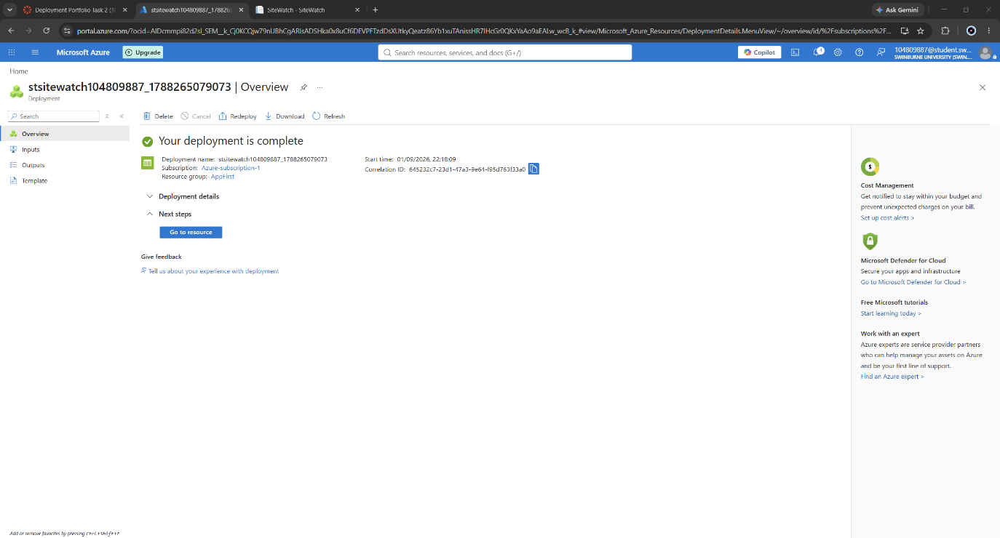 Deployment Portfolio Task 2 (10
stsitewatch104809887_1788265
SiteWatch - SiteWatch
Ask Gemini
portal.azure.com/?ocid=AIDcmmpi82d2sl_SEM__k_Cj0KCQjw79nUBhCgARIsADSHka0x8uCf6DEVPFTzdDsXUtkyQeatz86Yb1xuTAnissHR7IHcGr0QKxYaAo9aEALw_wcB_k_#view/Microsoft_Azure_Resources/DeploymentDetails.MenuView/~/overview/id/%2Fsubscriptions%2F...
Microsoft Azure
Upgrade
Search resources, services, and docs (G+/)
Copilot
4
104809887@student.sw...
SWINBURNE UNIVERSITY (SWIN...
Home
stsitewatch104809887_1788265079073 | Overview
Deployment
Search
Overview
Inputs
Outputs
Template
Delete
Cancel
Redeploy
Download
Refresh
Your deployment is complete
Deployment name: stsitewatch104809887_1788265079073
Subscription: Azure-subscription-1
Resource group: AppFirst
Start time: 01/09/2026, 22:18:09
Correlation ID: 645232c7-23d1-47a3-9e64-f95d763f33a0
Deployment details
Next steps
Go to resource
Give feedback
Tell us about your experience with deployment
Cost Management
Get notified to stay within your budget and
prevent unexpected charges on your bill.
Set up cost alerts >
Microsoft Defender for Cloud
Secure your apps and infrastructure
Go to Microsoft Defender for Cloud >
Free Microsoft tutorials
Start learning today >
Work with an expert
Azure experts are service provider partners
who can help manage your assets on Azure
and be your first line of support.
Find an Azure expert >
Add or remove favorites by pressing Ctrl+Shift+F